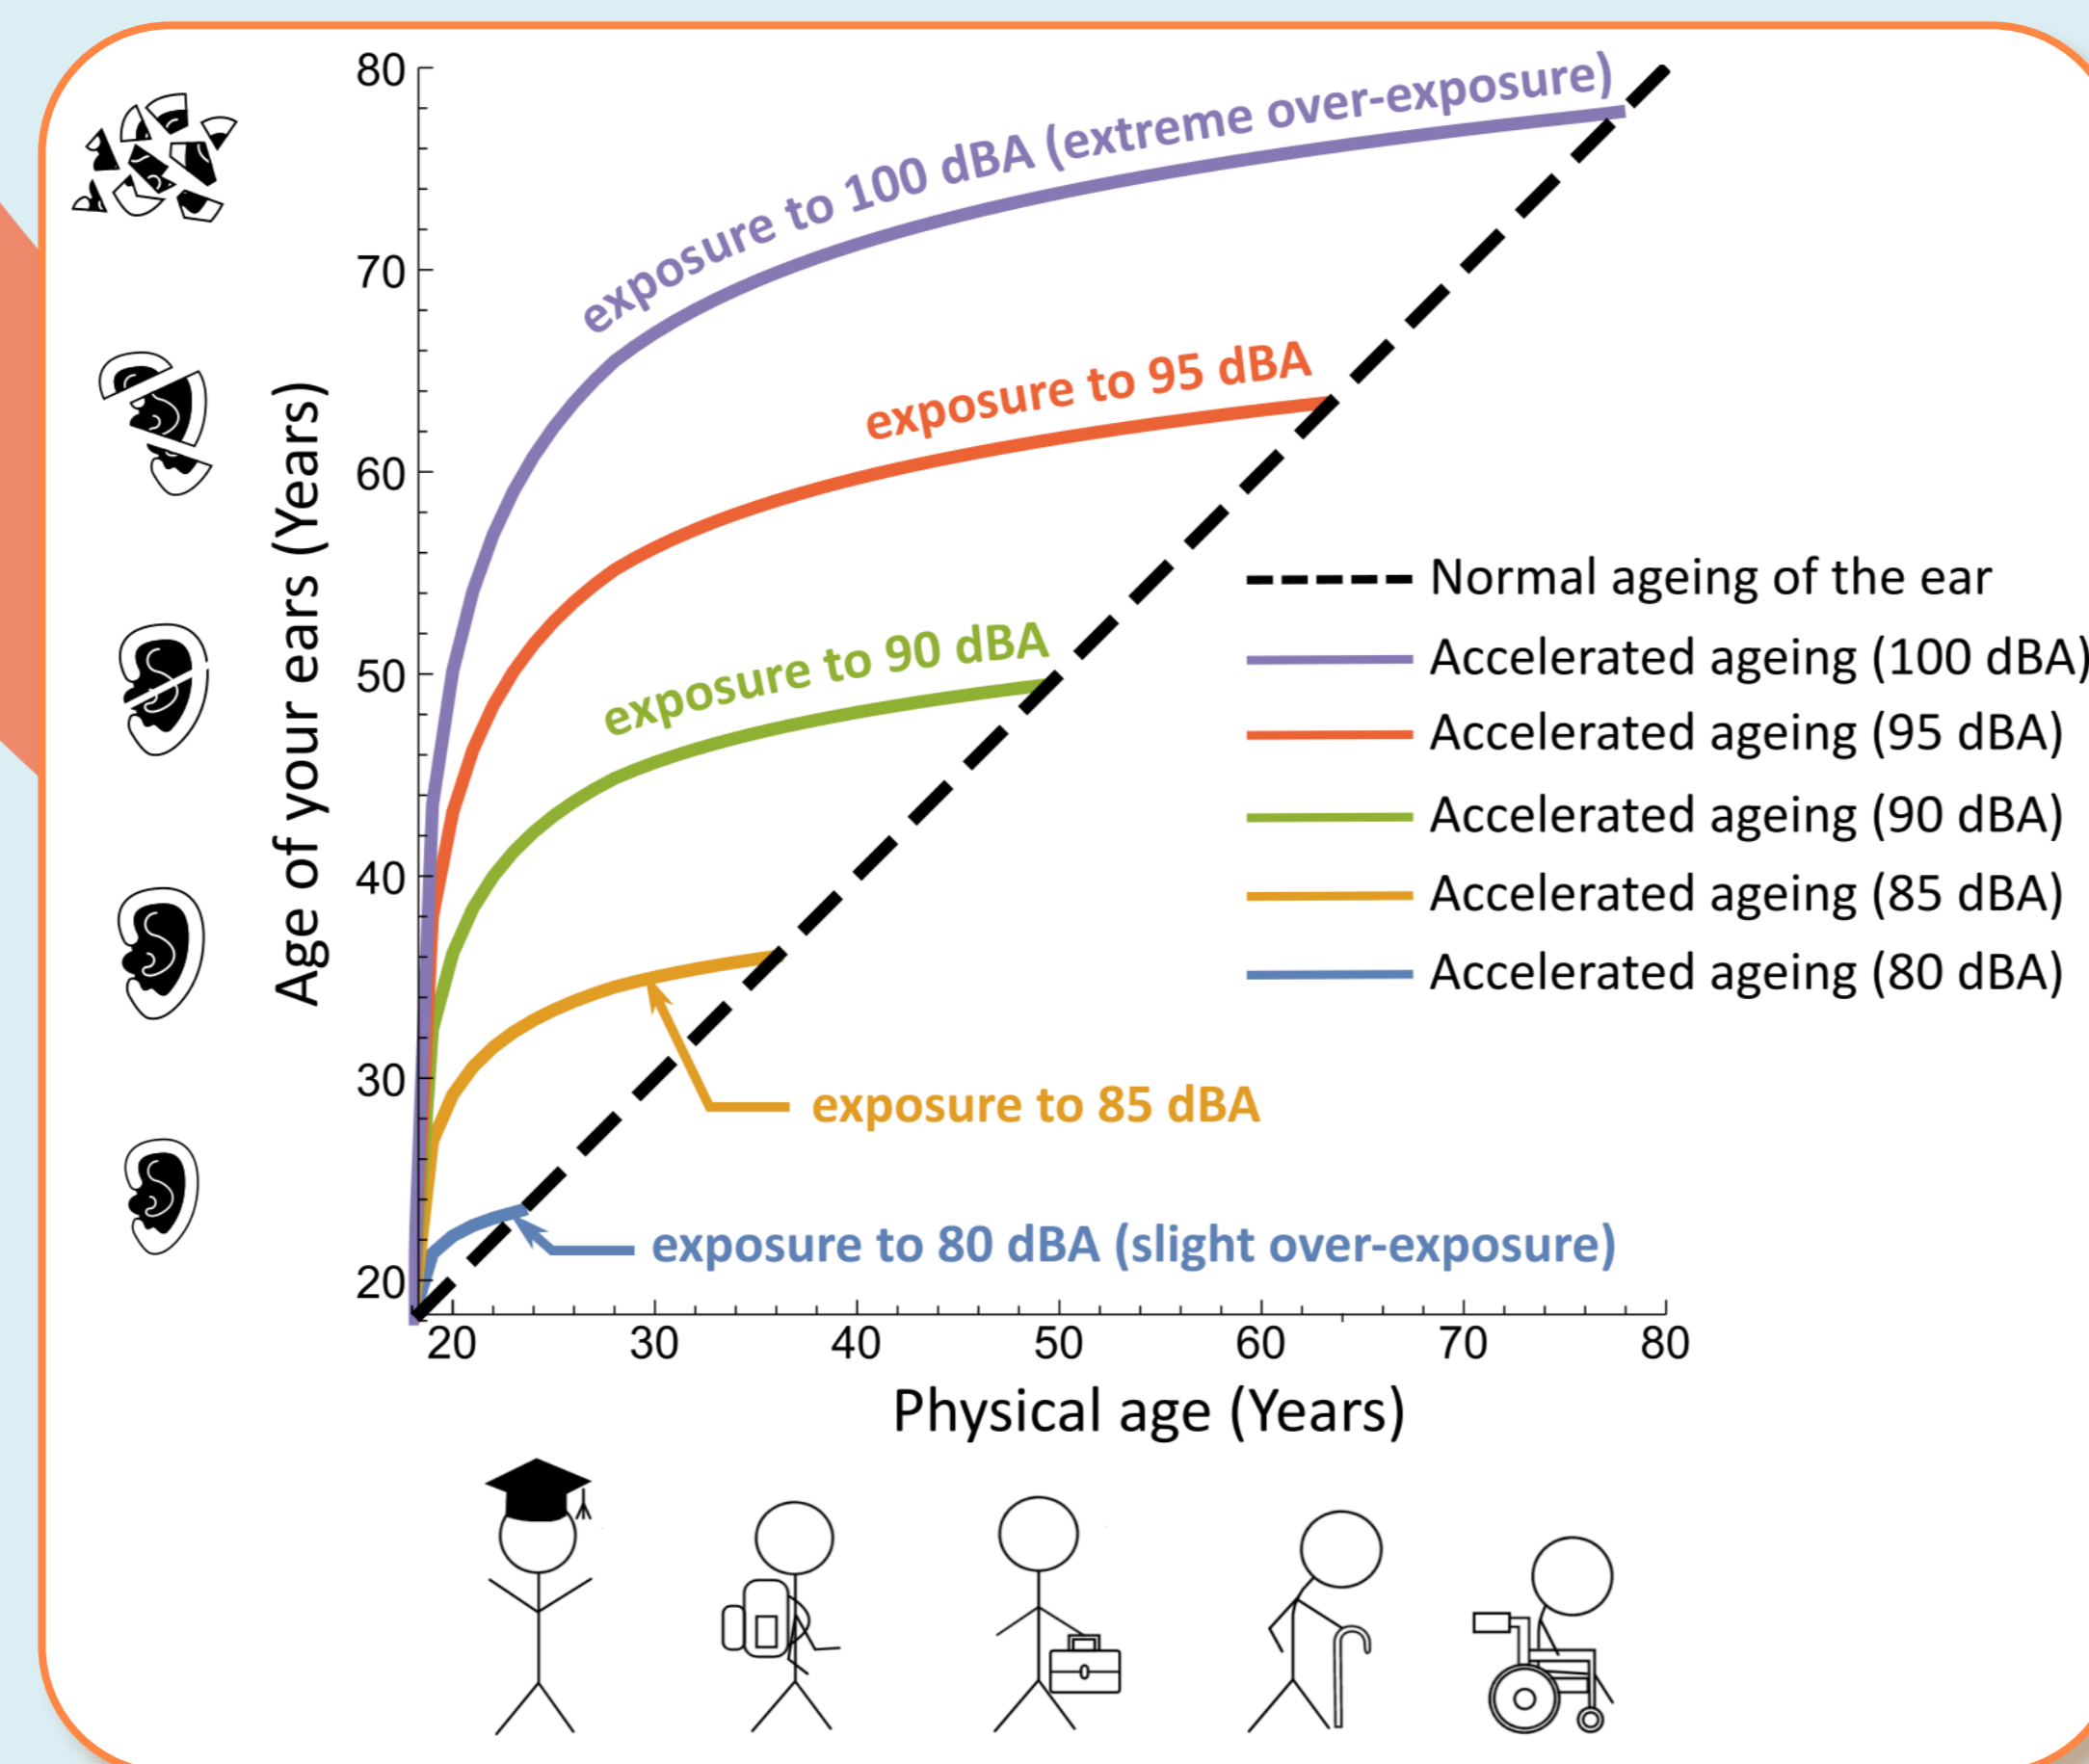 80
70
60
50
40
30
20
Age of your ears (Years)
exposure to 100 dBA (extreme over-exposure)
exposure to 95 dBA
exposure to 90 dBA
exposure to 85 dBA
exposure to 80 dBA (slight over-exposure)
Normal ageing of the ear
Accelerated ageing (100 dBA)
Accelerated ageing (95 dBA)
Accelerated ageing (90 dBA)
Accelerated ageing (85 dBA)
Accelerated ageing (80 dBA)
20 30 40 50 60 70 80
Physical age (Years)